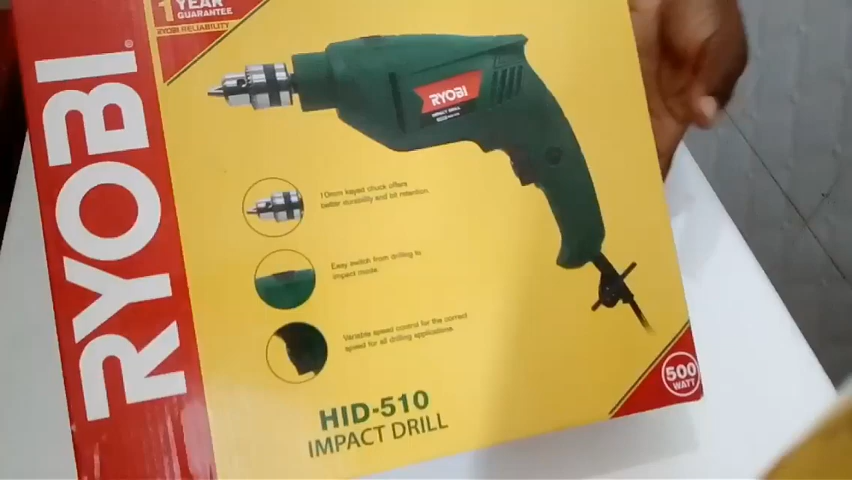 1 YEAR
GUARANTEE
RYOBI RELIABILITY
RYOBI
RYOBI
IMPACT DRILL
10mm keyed chuck offers
better durability and bit retention.
Easy switch from drilling to
impact mode.
Variable speed control for the correct
speed for all drilling applications.
HID-510
IMPACT DRILL
500
WATT